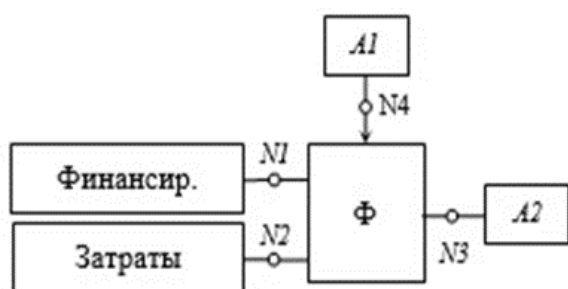 A1
N4
Финансир.
N1
Ф
A2
N2
N3
Затраты